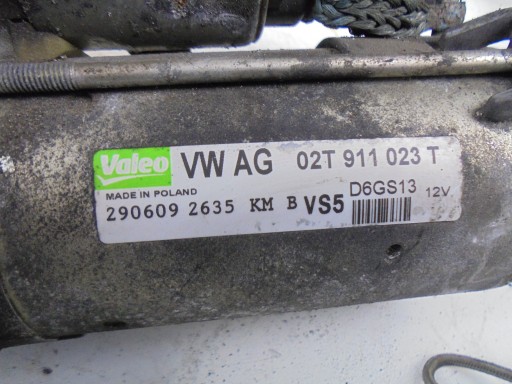 Valeo VW AG 02T 911 023 T
MADE IN POLAND D6GS13 12V
290609 2635 KM B VS5